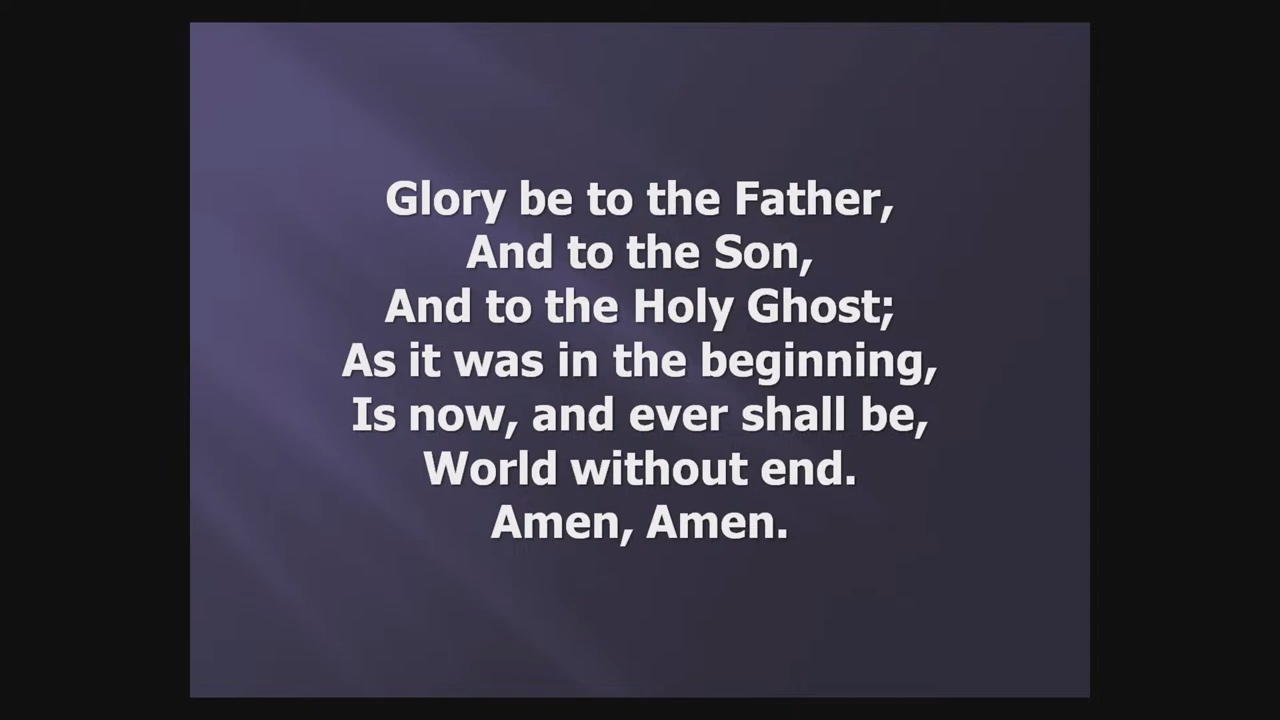 Glory be to the Father,
And to the Son,
And to the Holy Ghost;
As it was in the beginning,
Is now, and ever shall be,
World without end.
Amen, Amen.